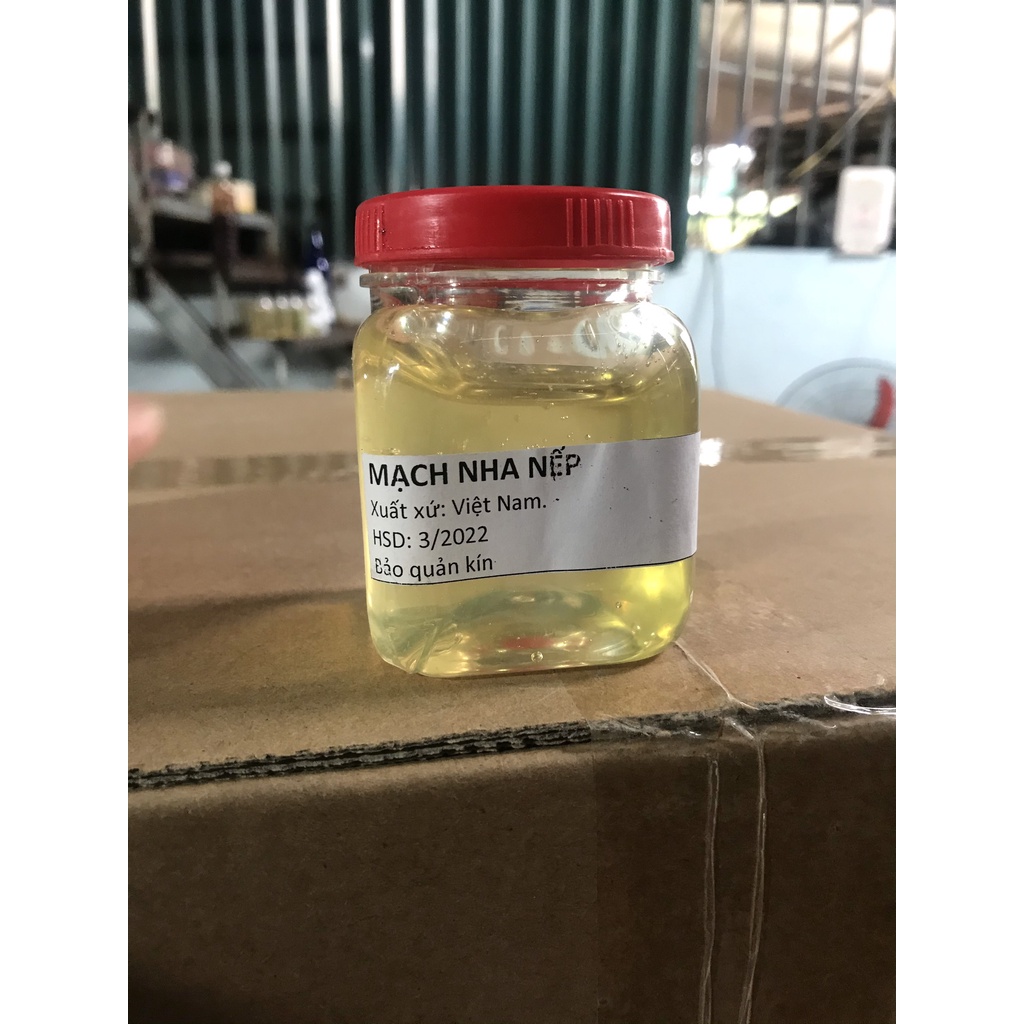 MẠCH NHA NẾP
Xuất xứ: Việt Nam.
HSD: 3/2022
Bảo quản kín